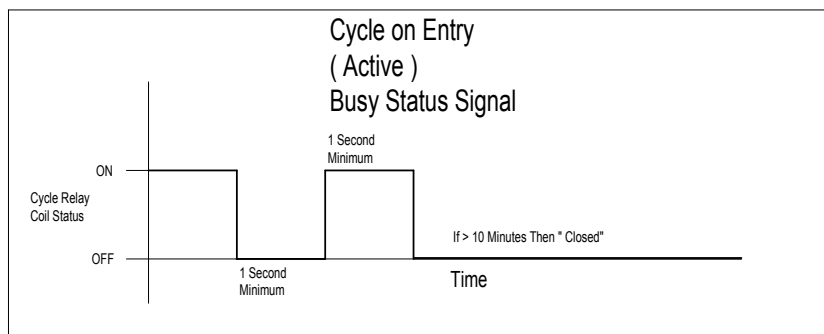 Cycle on Entry
( Active )
Busy Status Signal
1 Second
Minimum
ON
Cycle Relay
Coil Status
If > 10 Minutes Then " Closed"
OFF
1 Second
Minimum
Time